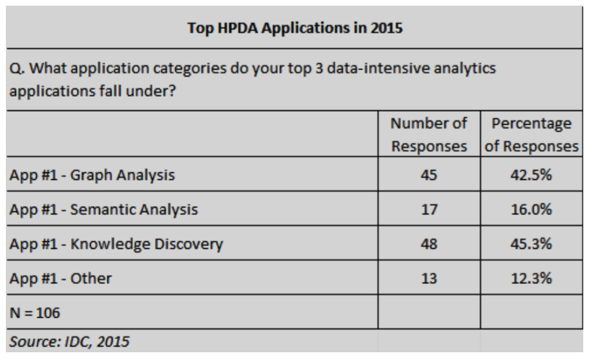 Top HPDA Applications in 2015
Q. What application categories do your top 3 data-intensive analytics
applications fall under?
Number of Responses Percentage of Responses
App #1 - Graph Analysis 45 42.5%
App #1 - Semantic Analysis 17 16.0%
App #1 - Knowledge Discovery 48 45.3%
App #1 - Other 13 12.3%
N = 106
Source: IDC, 2015